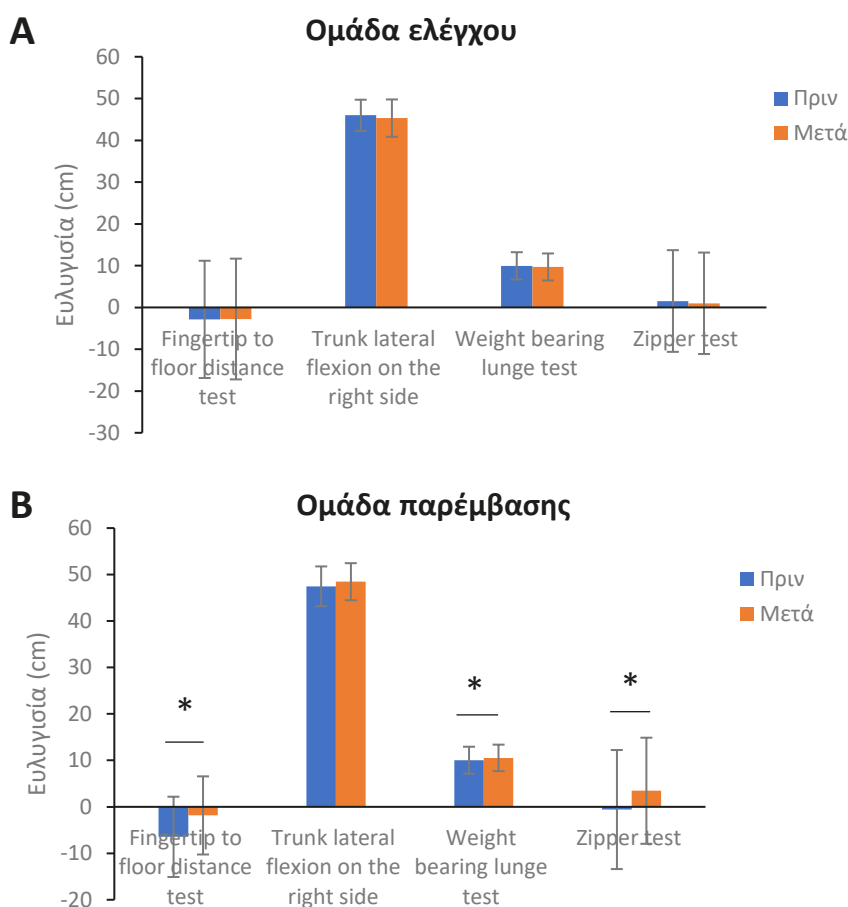 A
Ομάδα ελέγχου
60
50
40
30
20
10
0
-10
-20
-30
Ευλυγισία (cm)
Πριν
Μετά
Fingertip to
floor distance
test
Trunk lateral
flexion on the
right side
Weight bearing
lunge test
Zipper test
B
Ομάδα παρέμβασης
60
50
40
30
20
10
0
-10
-20
Ευλυγισία (cm)
Πριν
Μετά
*
*
*
Fingertip to
floor distance
test
Trunk lateral
flexion on the
right side
Weight
bearing lunge
test
Zipper test